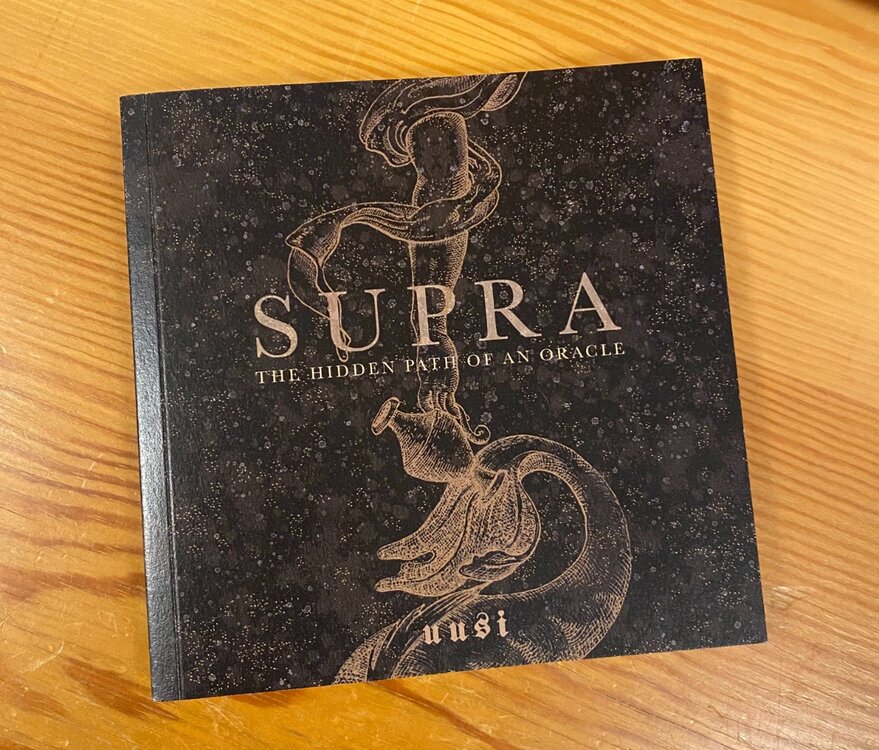 SUPRA
THE HIDDEN PATH OF AN ORACLE
uusi